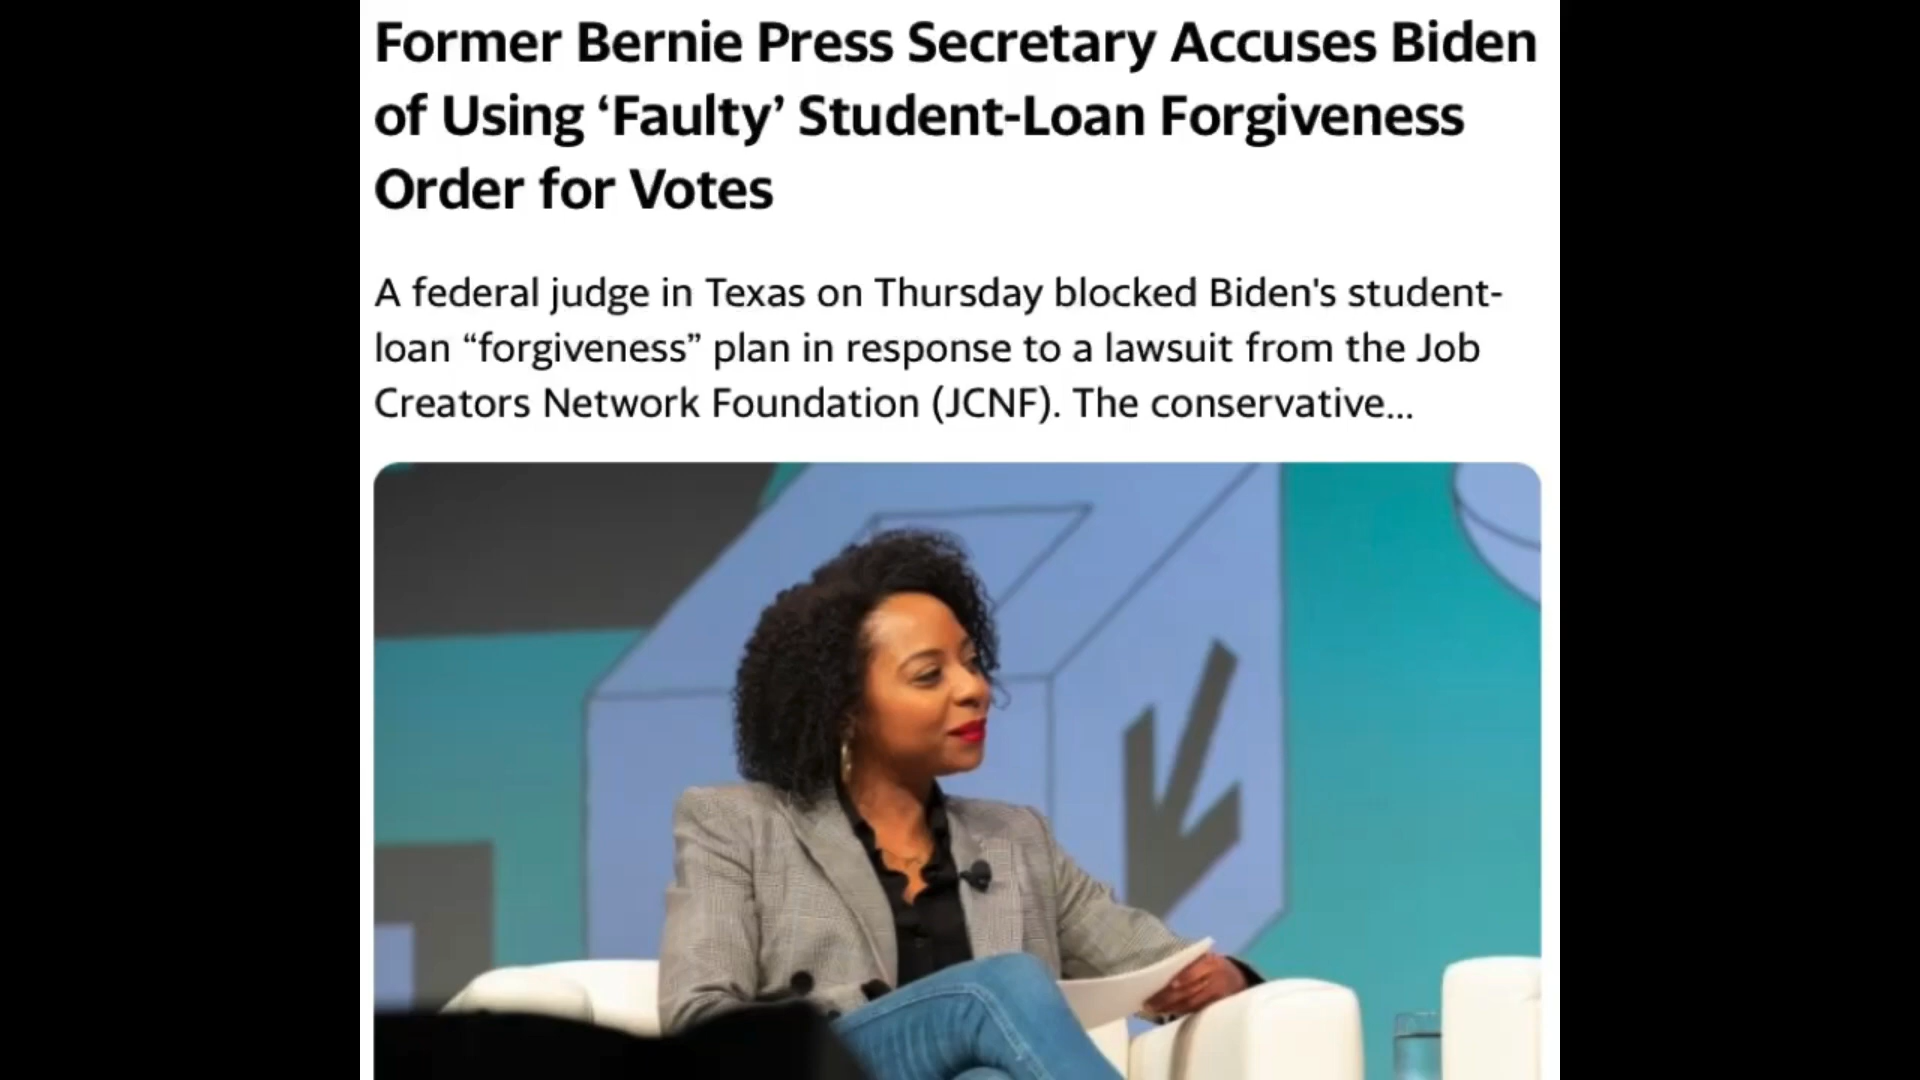 Former Bernie Press Secretary Accuses Biden
of Using ‘Faulty’ Student-Loan Forgiveness
Order for Votes
A federal judge in Texas on Thursday blocked Biden's student-
loan “forgiveness” plan in response to a lawsuit from the Job
Creators Network Foundation (JCNF). The conservative...